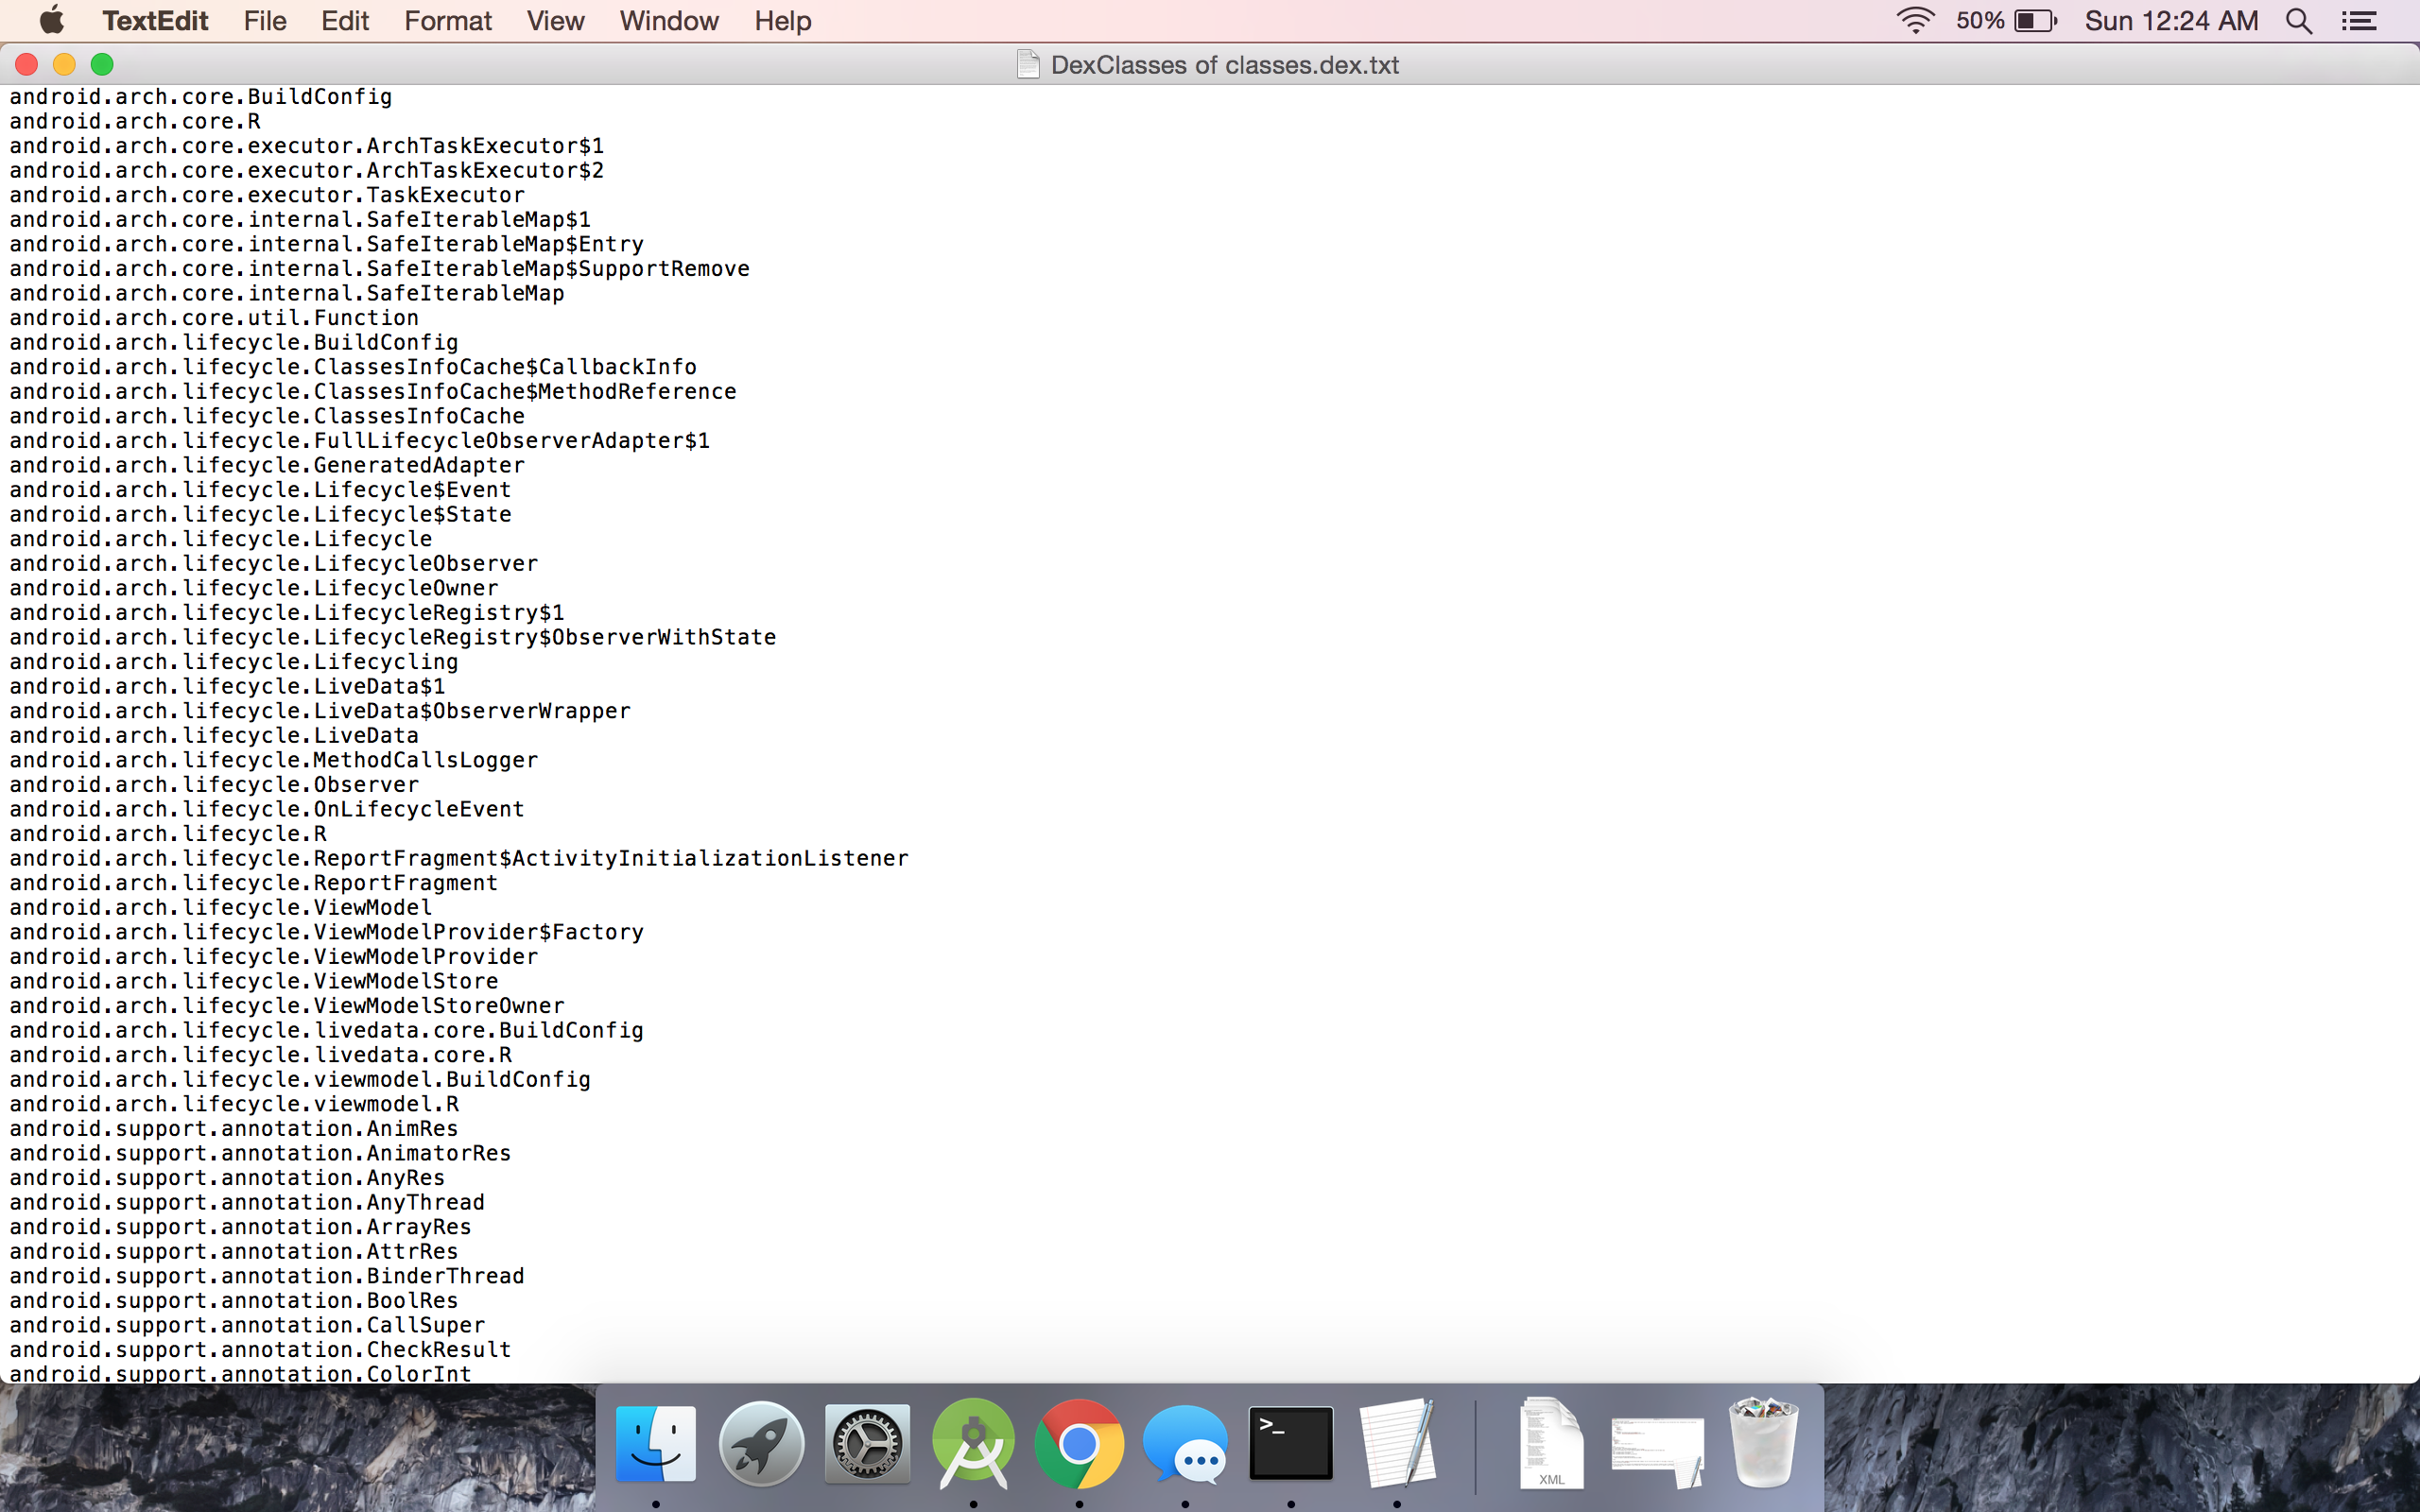 TextEdit File Edit Format View Window Help 50% Sun 12:24 AM
DexClasses of classes.dex.txt
android.arch.core.BuildConfig
android.arch.core.R
android.arch.core.executor.ArchTaskExecutor$1
android.arch.core.executor.ArchTaskExecutor$2
android.arch.core.executor.TaskExecutor
android.arch.core.internal.SafeIterableMap$1
android.arch.core.internal.SafeIterableMap$Entry
android.arch.core.internal.SafeIterableMap$SupportRemove
android.arch.core.internal.SafeIterableMap
android.arch.core.util.Function
android.arch.lifecycle.BuildConfig
android.arch.lifecycle.ClassesInfoCache$CallbackInfo
android.arch.lifecycle.ClassesInfoCache$MethodReference
android.arch.lifecycle.ClassesInfoCache
android.arch.lifecycle.FullLifecycleObserverAdapter$1
android.arch.lifecycle.GeneratedAdapter
android.arch.lifecycle.Lifecycle$Event
android.arch.lifecycle.Lifecycle$State
android.arch.lifecycle.Lifecycle
android.arch.lifecycle.LifecycleObserver
android.arch.lifecycle.LifecycleOwner
android.arch.lifecycle.LifecycleRegistry$1
android.arch.lifecycle.LifecycleRegistry$ObserverWithState
android.arch.lifecycle.Lifecycling
android.arch.lifecycle.LiveData$1
android.arch.lifecycle.LiveData$ObserverWrapper
android.arch.lifecycle.LiveData
android.arch.lifecycle.MethodCallsLogger
android.arch.lifecycle.Observer
android.arch.lifecycle.OnLifecycleEvent
android.arch.lifecycle.R
android.arch.lifecycle.ReportFragment$ActivityInitializationListener
android.arch.lifecycle.ReportFragment
android.arch.lifecycle.ViewModel
android.arch.lifecycle.ViewModelProvider$Factory
android.arch.lifecycle.ViewModelProvider
android.arch.lifecycle.ViewModelStore
android.arch.lifecycle.ViewModelStoreOwner
android.arch.lifecycle.livedata.core.BuildConfig
android.arch.lifecycle.livedata.core.R
android.arch.lifecycle.viewmodel.BuildConfig
android.arch.lifecycle.viewmodel.R
android.support.annotation.AnimRes
android.support.annotation.AnimatorRes
android.support.annotation.AnyRes
android.support.annotation.AnyThread
android.support.annotation.ArrayRes
android.support.annotation.AttrRes
android.support.annotation.BinderThread
android.support.annotation.BoolRes
android.support.annotation.CallSuper
android.support.annotation.CheckResult
android.support.annotation.ColorInt
>_
XML